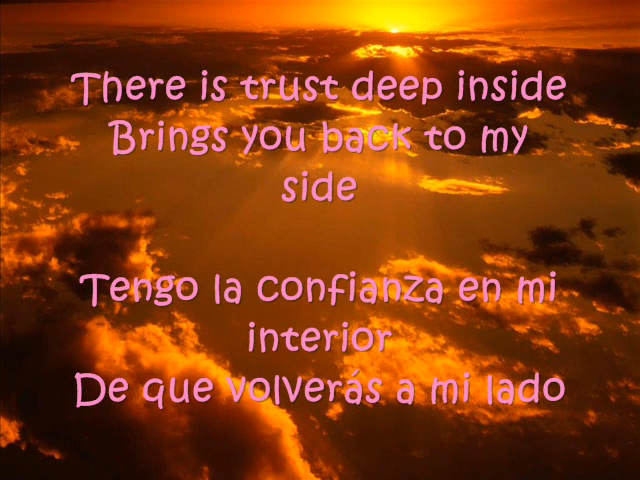 There is trust deep inside
Brings you back to my
side
Tengo la confianza en mi
interior
De que volverás a mi lado